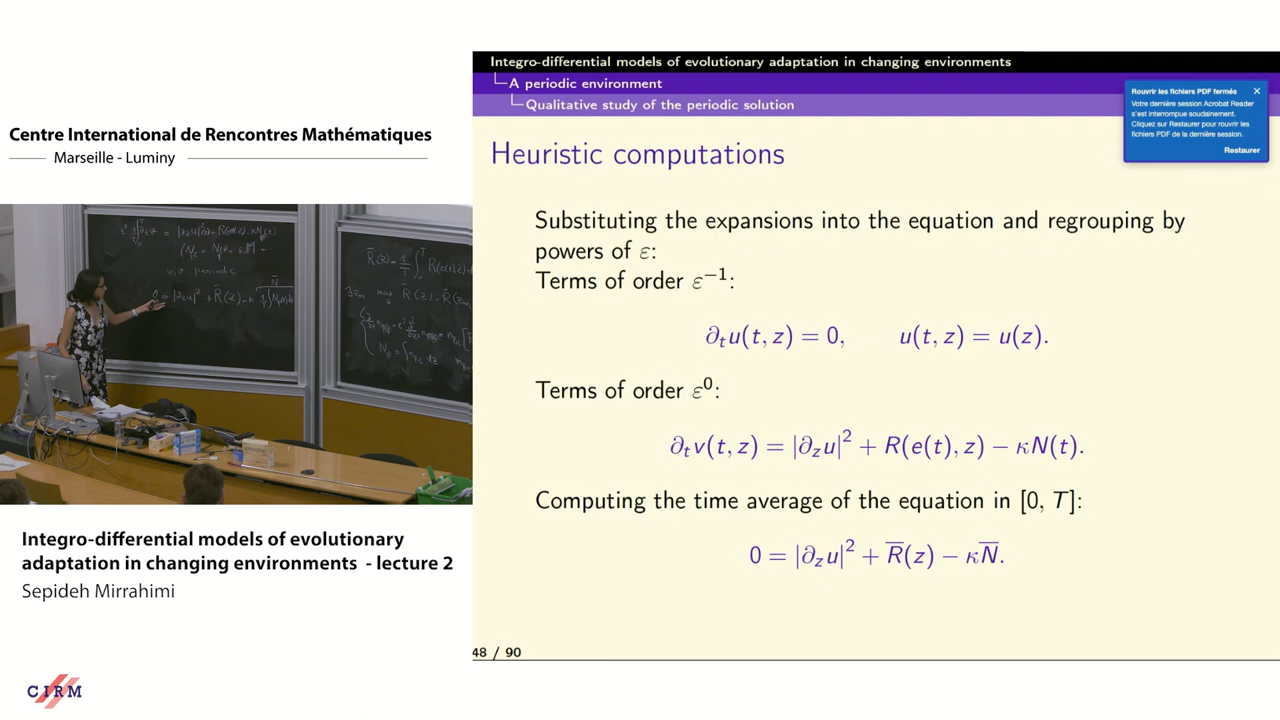 Centre International de Rencontres Mathématiques
Marseille - Luminy
Integro-differential models of evolutionary
adaptation in changing environments - lecture 2
Sepideh Mirrahimi
CIRM
Integro-differential models of evolutionary adaptation in changing environments
A periodic environment
Qualitative study of the periodic solution
Rouvrir les fichiers PDF fermés
Votre dernière session Acrobat Reader
s'est interrompue soudainement.
Cliquez sur Restaurer pour rouvrir les
fichiers PDF de la dernière session.
Restaurer
Heuristic computations
Substituting the expansions into the equation and regrouping by
powers of ε:
Terms of order ε⁻¹:
∂ₜu(t, z) = 0, u(t, z) = u(z).
Terms of order ε⁰:
∂ₜv(t, z) = |∂_z u|² + R(e(t), z) − κN(t).
Computing the time average of the equation in [0, T]:
0 = |∂_z u|² + R̅(z) − κN̅.
48 / 90